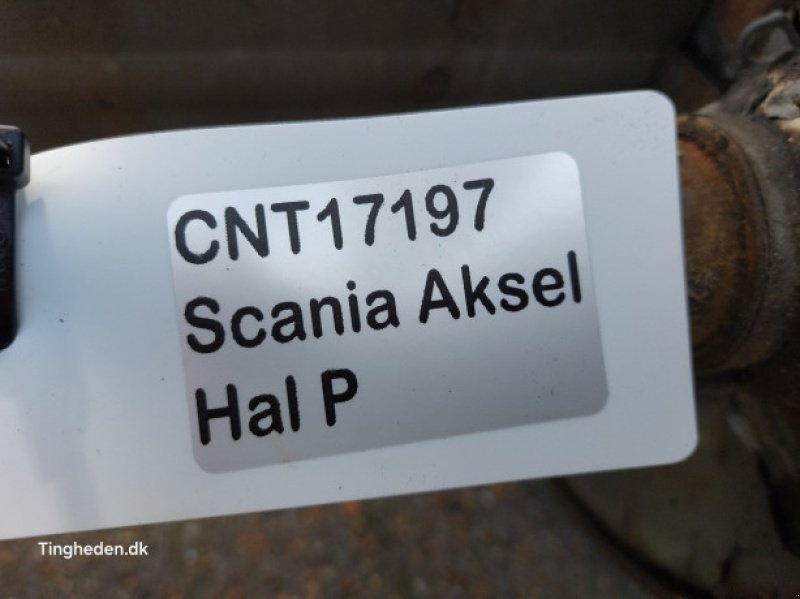 CNT17197
Scania Aksel
Hal P
Tingheden.dk